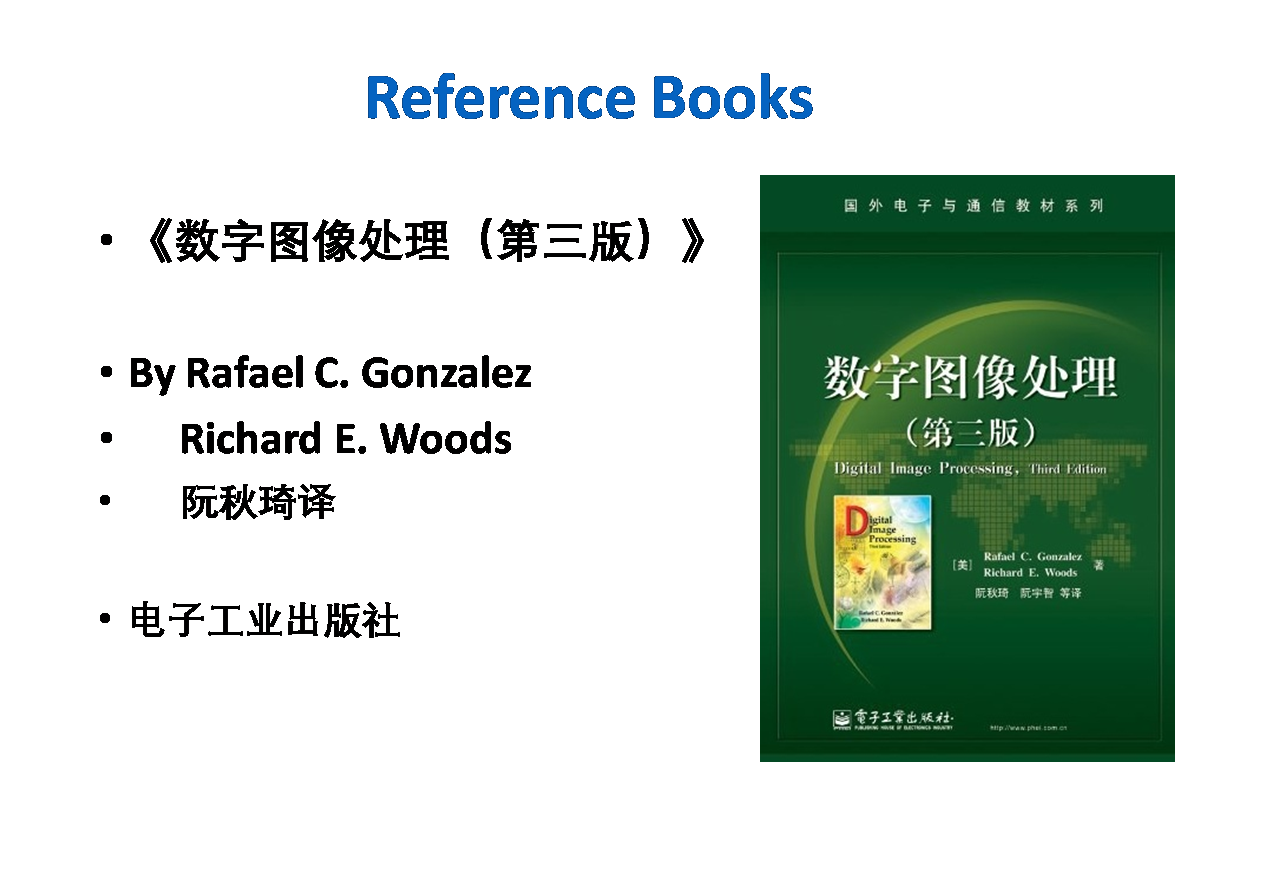 Reference Books
• 《数字图像处理（第三版）》
• By Rafael C. Gonzalez
• Richard E. Woods
• 阮秋琦译
• 电子工业出版社
国外电子与通信教材系列
数字图像处理
（第三版）
Digital Image Processing, Third Edition
Digital
Image
Processing
Third Edition
Rafael C. Gonzalez
Richard E. Woods
[美] Rafael C. Gonzalez
Richard E. Woods 著
阮秋琦 阮宇智 等译
電子工業出版社·
PUBLISHING HOUSE OF ELECTRONICS INDUSTRY
http://www.phei.com.cn